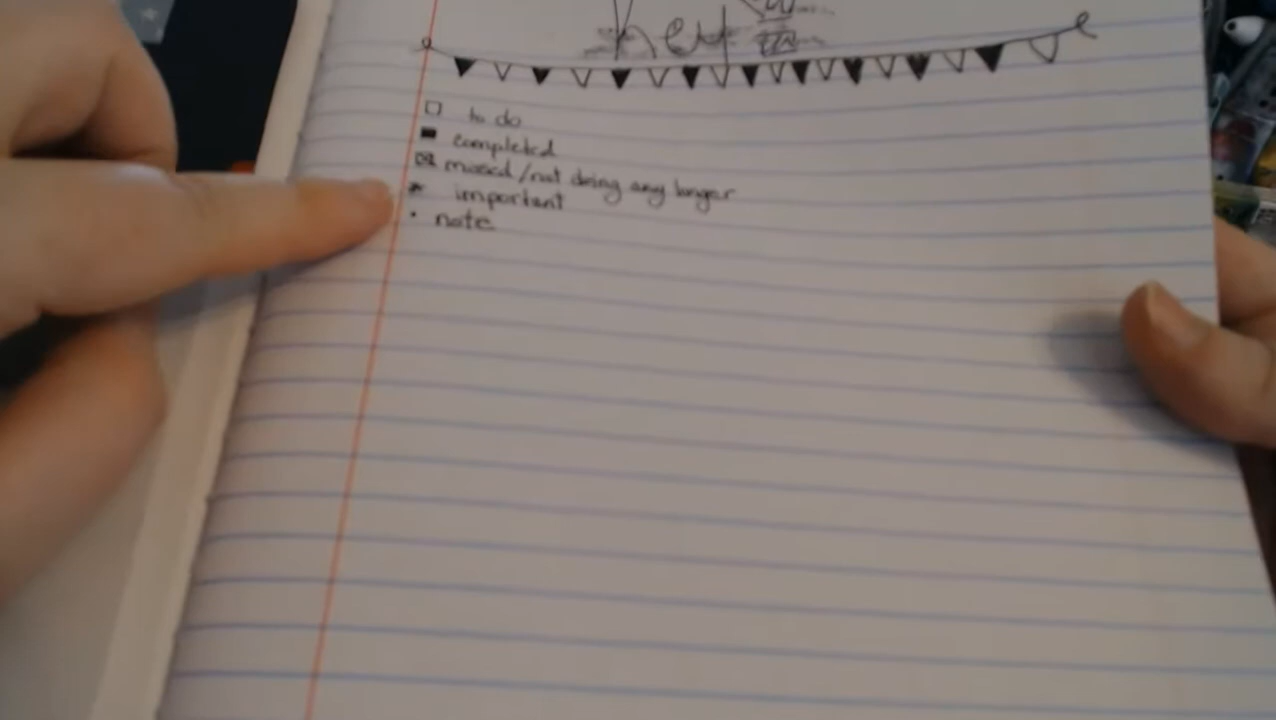 key
to do
completed
missed/not doing any longer
important
note